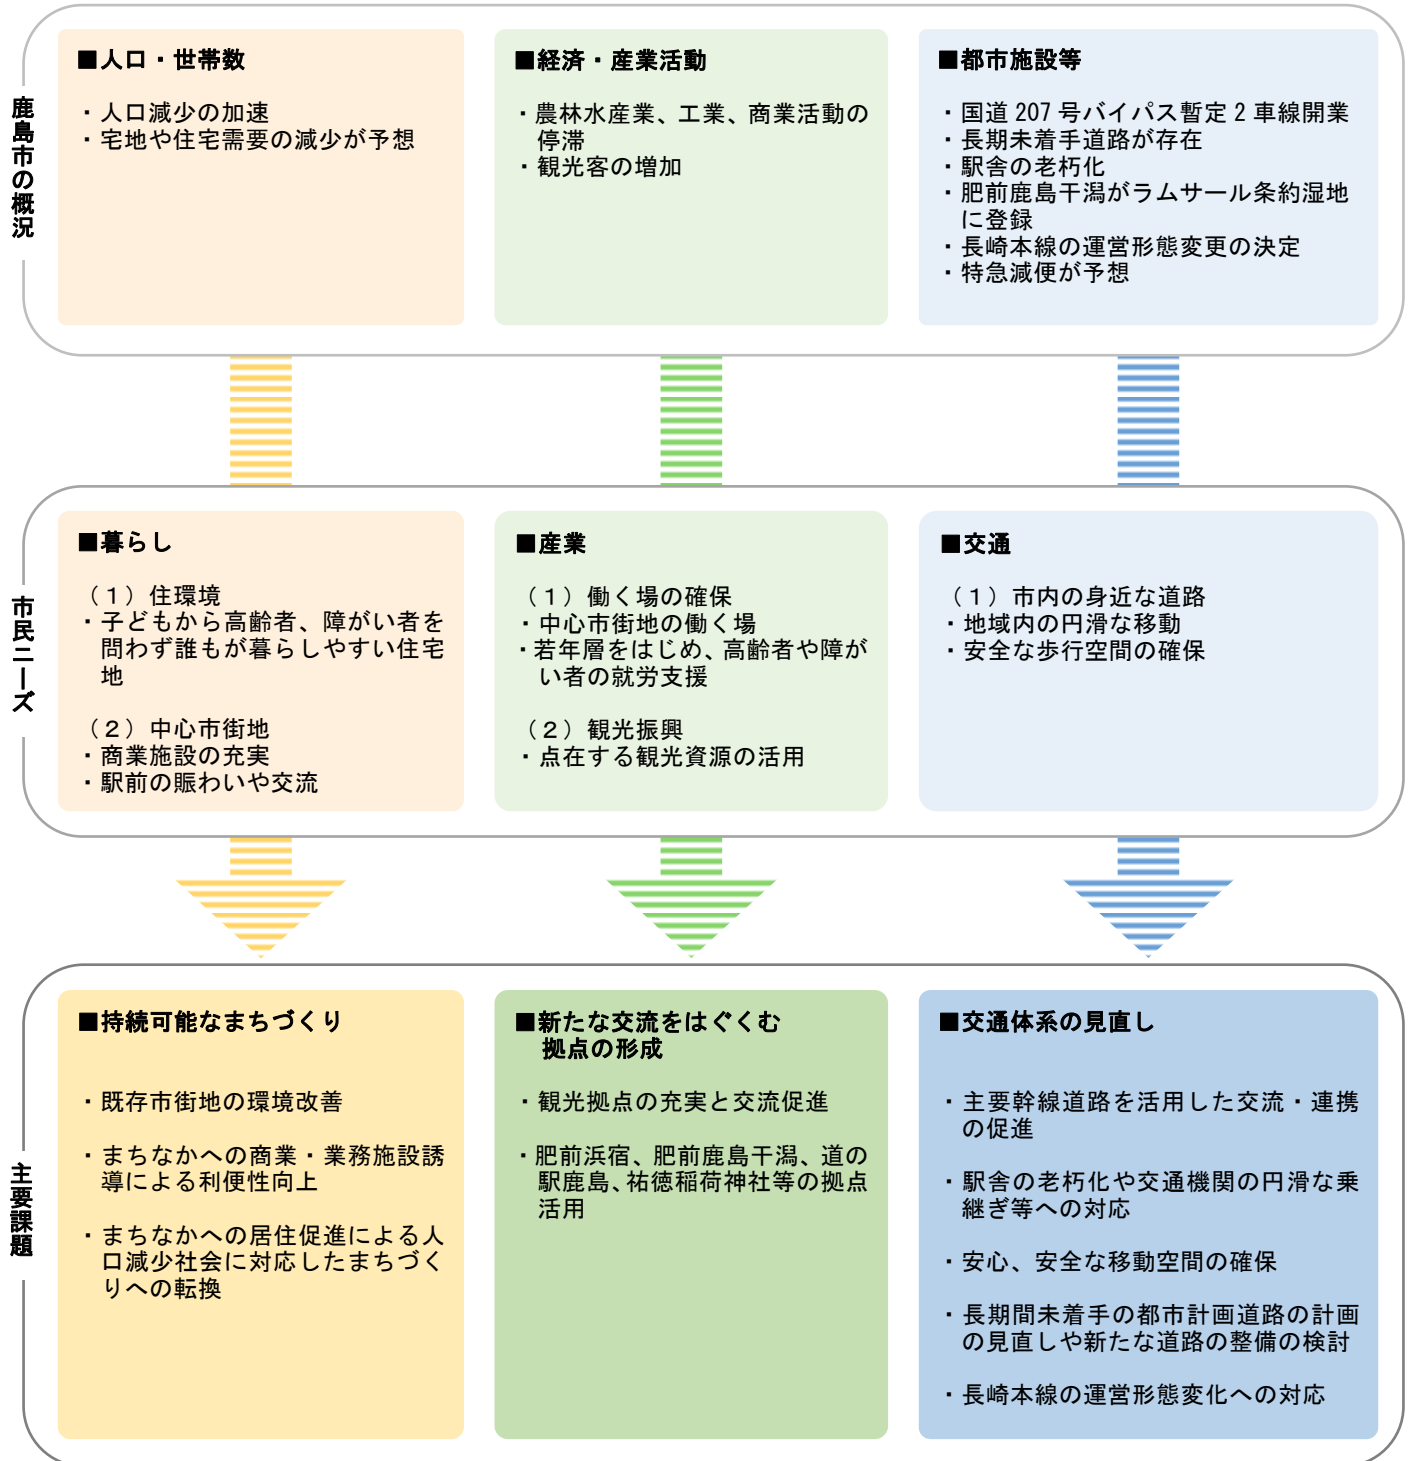 鹿島市の概況
■人口・世帯数
・人口減少の加速
・宅地や住宅需要の減少が予想
■経済・産業活動
・農林水産業、工業、商業活動の
停滞
・観光客の増加
■都市施設等
・国道 207 号バイパス暫定 2 車線開業
・長期未着手道路が存在
・駅舎の老朽化
・肥前鹿島干潟がラムサール条約湿地
に登録
・長崎本線の運営形態変更の決定
・特急減便が予想
市民ニーズ
■暮らし
（１）住環境
・子どもから高齢者、障がい者を
問わず誰もが暮らしやすい住宅
地
（２）中心市街地
・商業施設の充実
・駅前の賑わいや交流
■産業
（１）働く場の確保
・中心市街地の働く場
・若年層をはじめ、高齢者や障が
い者の就労支援
（２）観光振興
・点在する観光資源の活用
■交通
（１）市内の身近な道路
・地域内の円滑な移動
・安全な歩行空間の確保
主要課題
■持続可能なまちづくり
・既存市街地の環境改善
・まちなかへの商業・業務施設誘
導による利便性向上
・まちなかへの居住促進による人
口減少社会に対応したまちづく
りへの転換
■新たな交流をはぐくむ
拠点の形成
・観光拠点の充実と交流促進
・肥前浜宿、肥前鹿島干潟、道の
駅鹿島、祐徳稲荷神社等の拠点
活用
■交通体系の見直し
・主要幹線道路を活用した交流・連携
の促進
・駅舎の老朽化や交通機関の円滑な乗
継ぎ等への対応
・安心、安全な移動空間の確保
・長期間未着手の都市計画道路の計画
の見直しや新たな道路の整備の検討
・長崎本線の運営形態変化への対応